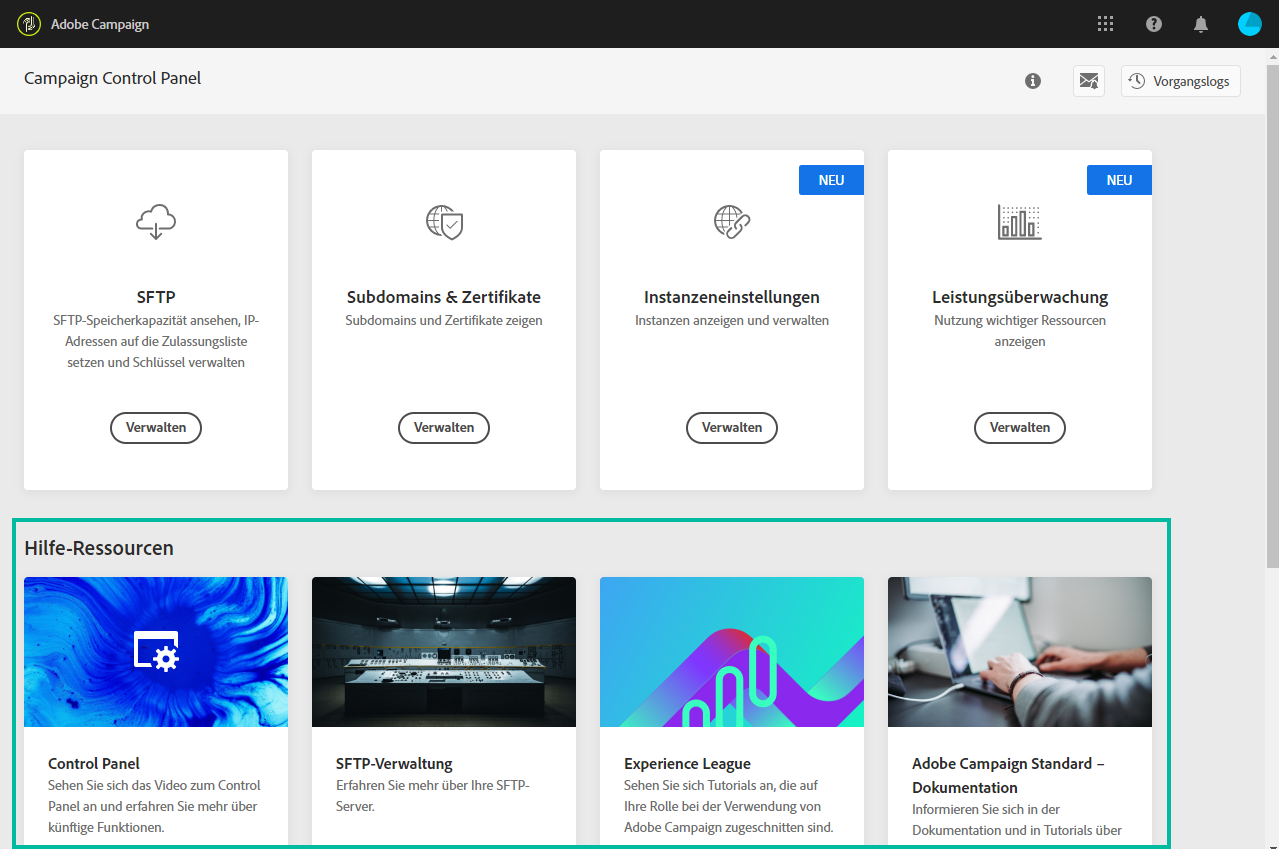 Adobe Campaign
Campaign Control Panel
Vorgangslogs
SFTP
SFTP-Speicherkapazität ansehen, IP-
Adressen auf die Zulassungsliste
setzen und Schlüssel verwalten
Verwalten
Subdomains & Zertifikate
Subdomains und Zertifikate zeigen
Verwalten
NEU
Instanzeneinstellungen
Instanzen anzeigen und verwalten
Verwalten
NEU
Leistungsüberwachung
Nutzung wichtiger Ressourcen
anzeigen
Verwalten
Hilfe-Ressourcen
Control Panel
Sehen Sie sich das Video zum Control
Panel an und erfahren Sie mehr über
künftige Funktionen.
SFTP-Verwaltung
Erfahren Sie mehr über Ihre SFTP-
Server.
Experience League
Sehen Sie sich Tutorials an, die auf
Ihre Rolle bei der Verwendung von
Adobe Campaign zugeschnitten sind.
Adobe Campaign Standard –
Dokumentation
Informieren Sie sich in der
Dokumentation und in Tutorials über